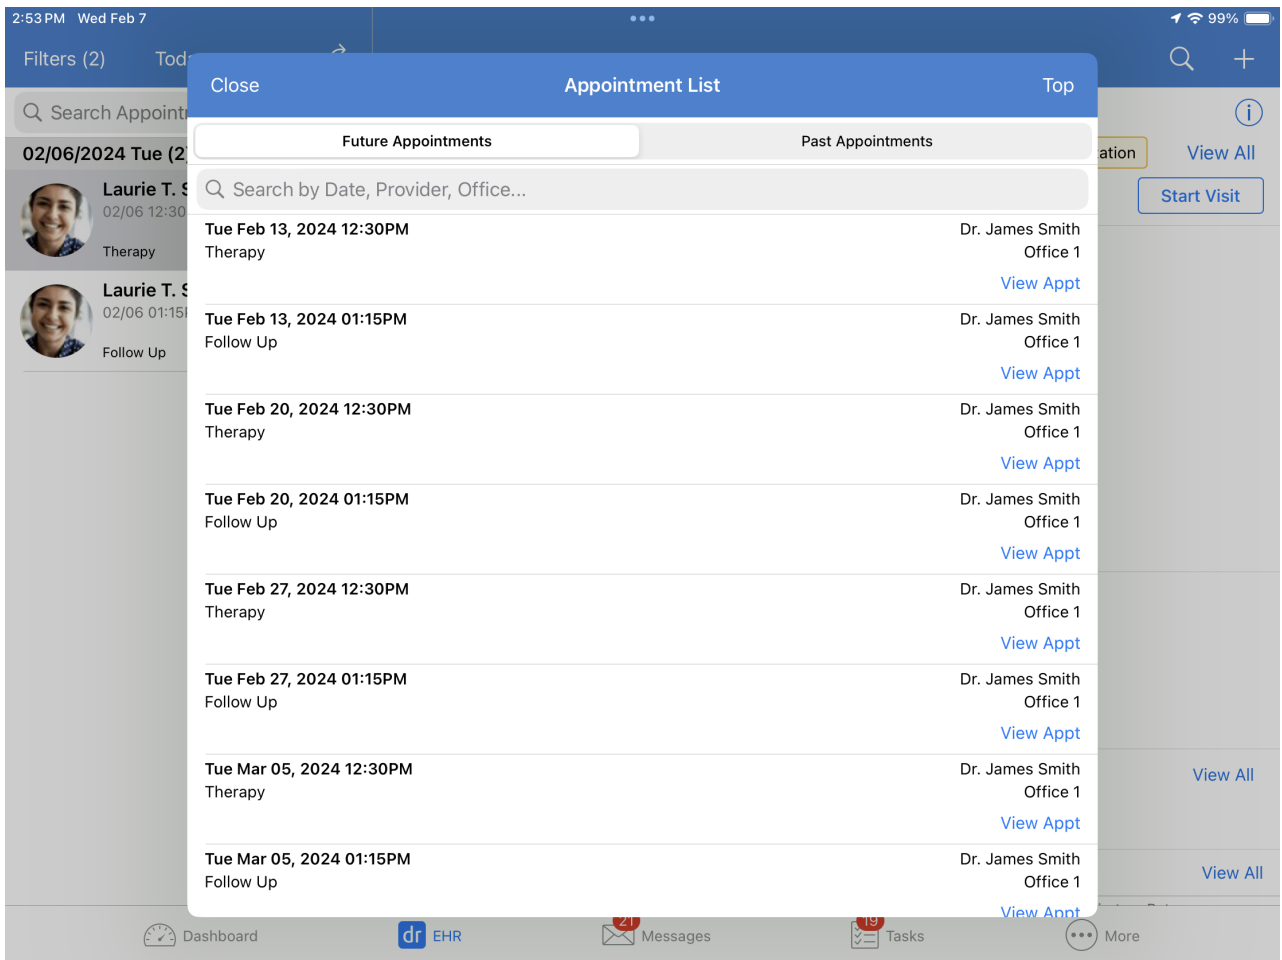 2:53 PM Wed Feb 7
99%
Filters (2)
Close
Appointment List
Top
Search
Future Appointments
Past Appointments
02/06/2024 Tue (2)
View All
Search by Date, Provider, Office...
Laurie T.
02/06 12:30
Therapy
Start Visit
Laurie T.
02/06
Follow Up
Tue Feb 13, 2024 12:30PM
Dr. James Smith
Therapy
Office 1
View Appt
Tue Feb 13, 2024 01:15PM
Dr. James Smith
Follow Up
Office 1
View Appt
Tue Feb 20, 2024 12:30PM
Dr. James Smith
Therapy
Office 1
View Appt
Tue Feb 20, 2024 01:15PM
Dr. James Smith
Follow Up
Office 1
View Appt
Tue Feb 27, 2024 12:30PM
Dr. James Smith
Therapy
Office 1
View Appt
Tue Feb 27, 2024 01:15PM
Dr. James Smith
Follow Up
Office 1
View Appt
Tue Mar 05, 2024 12:30PM
Dr. James Smith
Therapy
Office 1
View Appt
Tue Mar 05, 2024 01:15PM
Dr. James Smith
Follow Up
Office 1
View Appt
View All
View All
Dashboard
dr EHR
21
Messages
19
Tasks
More